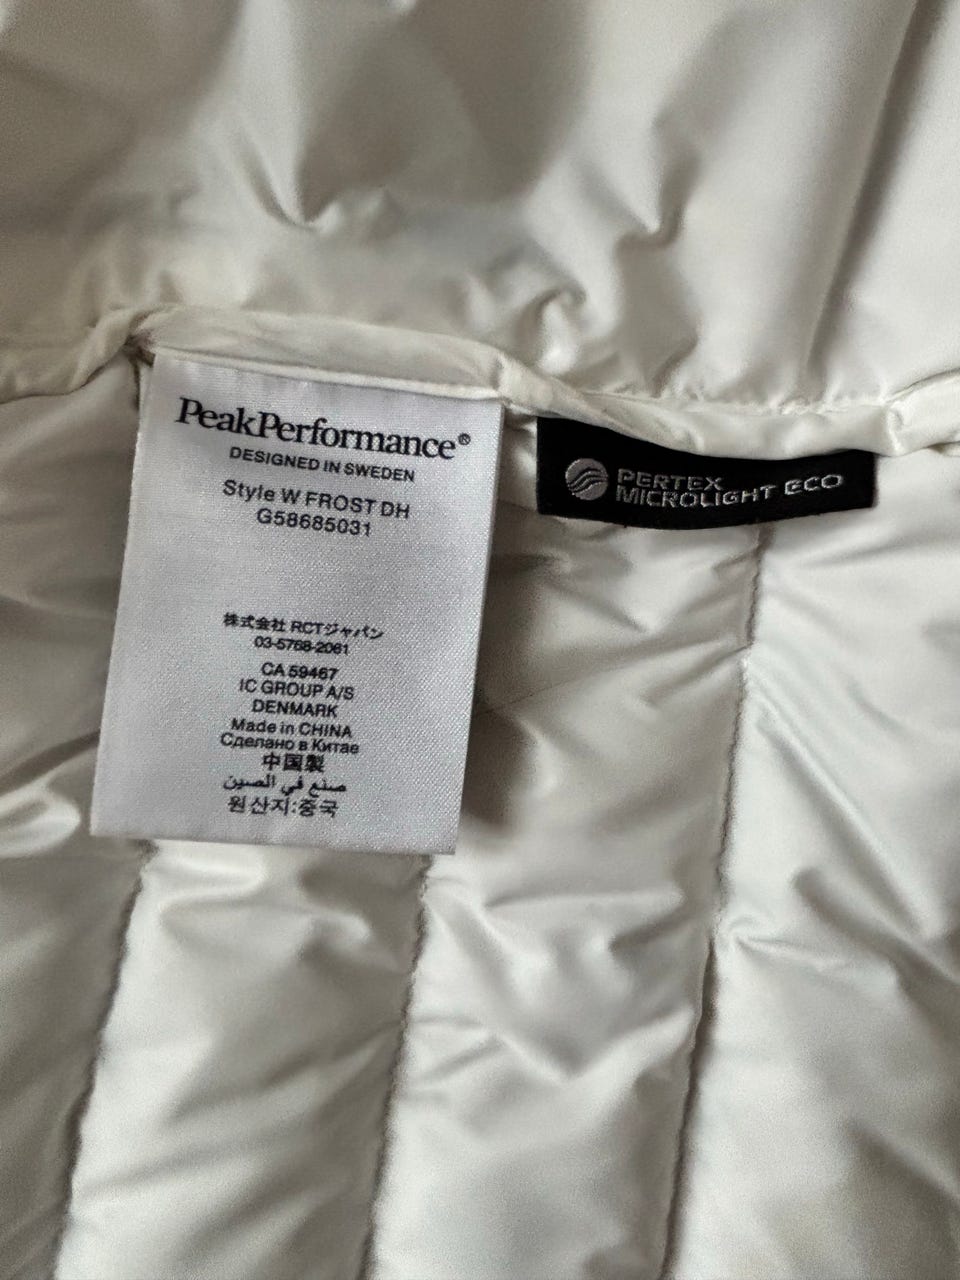 PeakPerformance®
DESIGNED IN SWEDEN
Style W FROST DH
G58685031
株式会社 RCTジャパン
03-5768-2061
CA 59467
IC GROUP A/S
DENMARK
Made in CHINA
Сделано в Китае
中国製
صنع في الصين
원산지:중국
PERTEX
MICROLIGHT ECO